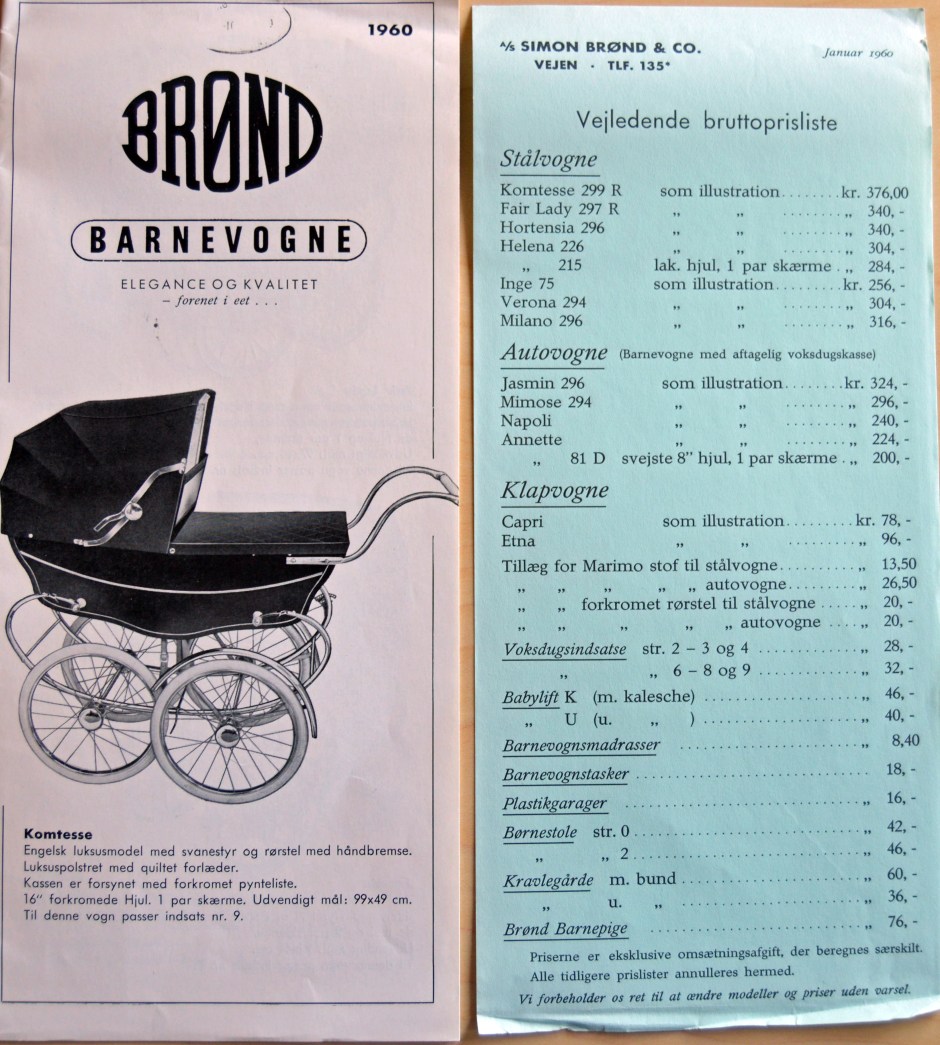 1960
BRØND
BARNEVOGNE
ELEGANCE OG KVALITET
– forenet i eet . . .
Komtesse
Engelsk luksusmodel med svanestyr og rørstel med håndbremse.
Luksuspolstret med quiltet forlæder.
Kassen er forsynet med forkromet pynteliste.
16" forkromede Hjul. 1 par skærme. Udvendigt mål: 99x49 cm.
Til denne vogn passer indsats nr. 9.
A/S SIMON BRØND & CO.
VEJEN · TLF. 135*
Januar 1960
Vejledende bruttoprisliste
Stålvogne
Komtesse 299 R som illustration ........ kr. 376,00
Fair Lady 297 R „ „ ........ „ 340,-
Hortensia 296 „ „ ........ „ 340,-
Helena 226 „ „ ........ „ 304,-
„ 215 lak. hjul, 1 par skærme . „ 284,-
Inge 75 som illustration ......... kr. 256,-
Verona 294 „ „ ........ „ 304,-
Milano 296 „ „ ........ „ 316,-
Autovogne (Barnevogne med aftagelig voksdugskasse)
Jasmin 296 som illustration ........ kr. 324,-
Mimose 294 „ „ ........ „ 296,-
Napoli „ „ ........ „ 240,-
Annette „ „ ........ „ 224,-
„ 81 D svejste 8" hjul, 1 par skærme . „ 200,-
Klapvogne
Capri som illustration ......... kr. 78,-
Etna „ „ ......... „ 96,-
Tillæg for Marimo stof til stålvogne .......... „ 13,50
„ „ „ „ „ autovogne ......... „ 26,50
„ „ forkromet rørstel til stålvogne ..... „ 20,-
„ „ „ „ „ autovogne .... „ 20,-
Voksdugsindsatse str. 2 – 3 og 4 ............ „ 28,-
„ „ 6 – 8 og 9 ............ „ 32,-
Babylift K (m. kalesche) .................... „ 46,-
„ U (u. „ ) .................... „ 40,-
Barnevognsmadrasser ...................... „ 8,40
Barnevognstasker ............................ 18,-
Plastikgarager ............................. „ 16,-
Børnestole str. 0 ............................ „ 42,-
„ „ 2 ............................ „ 46,-
Kravlegårde m. bund ...................... „ 60,-
„ u. „ ...................... „ 36,-
Brønd Barnepige ........................... „ 76,-
Priserne er eksklusive omsætningsafgift, der beregnes særskilt.
Alle tidligere prislister annulleres hermed.
Vi forbeholder os ret til at ændre modeller og priser uden varsel.